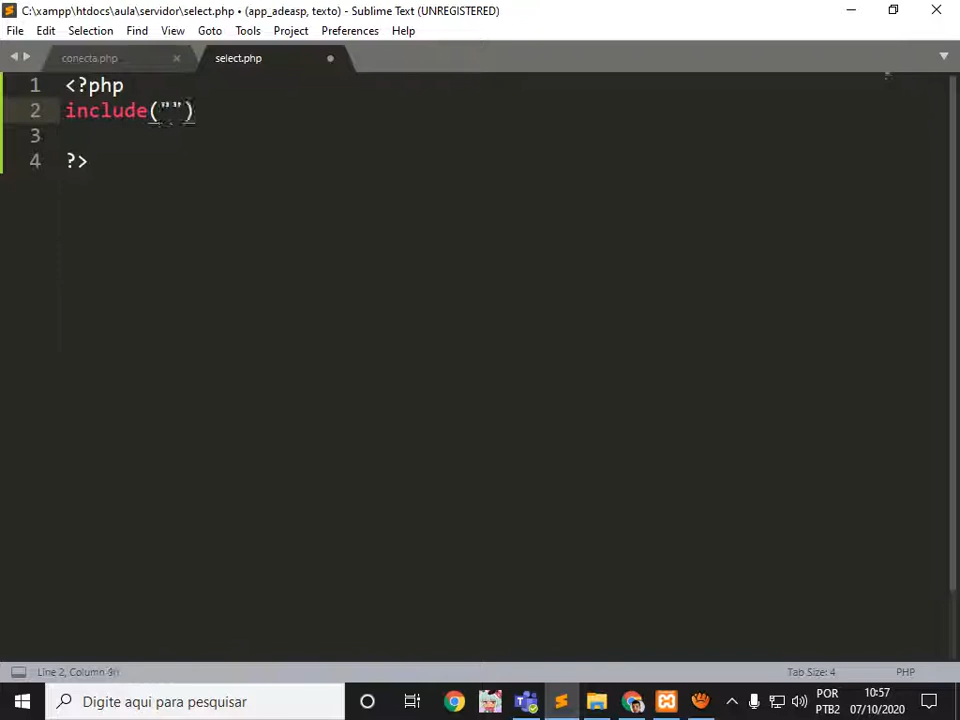 C:\xampp\htdocs\aula\servidor\select.php • (app_adeasp, texto) - Sublime Text (UNREGISTERED)
File Edit Selection Find View Goto Tools Project Preferences Help
conecta.php × select.php
1 <?php
2 include("")
3
4 ?>
Line 2, Column
Tab Size: 4 PHP
Digite aqui para pesquisar
POR 10:57
PTB2 07/10/2020